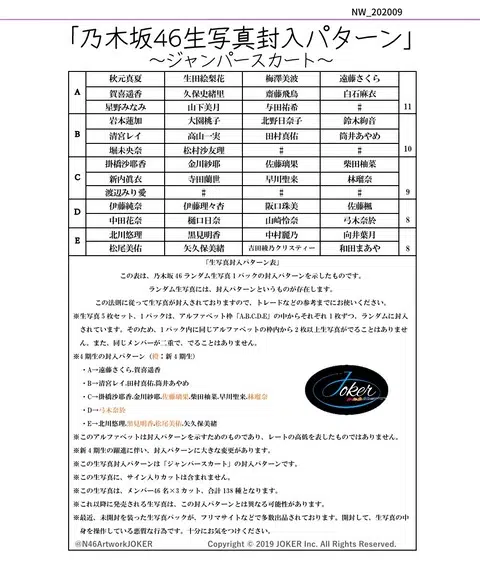 NW_202009
「乃木坂46生写真封入パターン」
～ジャンパースカート～
A 秋元真夏 生田絵梨花 梅澤美波 遠藤さくら
賀喜遥香 久保史緒里 齋藤飛鳥 白石麻衣
星野みなみ 山下美月 与田祐希 # 11
B 岩本蓮加 大園桃子 北野日奈子 鈴木絢音
清宮レイ 高山一実 田村真佑 筒井あやめ
堀未央奈 松村沙友理 # # 10
C 掛橋沙耶香 金川紗耶 佐藤璃果 柴田柚菜
新内眞衣 寺田蘭世 早川聖来 林瑠奈
渡辺みり愛 # # # 9
D 伊藤純奈 伊藤理々杏 阪口珠美 佐藤楓
中田花奈 樋口日奈 山崎怜奈 弓木奈於 8
E 北川悠理 黒見明香 中村麗乃 向井葉月
松尾美佑 矢久保美緒 吉田綾乃クリスティー 和田まあや 8
「生写真封入パターン表」
この表は、乃木坂46ランダム生写真1パックの封入パターンを示したものです。
ランダム生写真には、封入パターンというものが存在します。
この法則に従って生写真が封入されておりますので、トレードなどの参考までにお使いください。
※生写真5枚セット、1パックは、アルファベット枠「A.B.C.D.E」の中からそれぞれ1枚ずつ、ランダムに封入
されています。そのため、1パック内に同じアルファベットの枠内から2枚以上生写真がでることはありませ
ん。また、同じメンバーが二重で、でることはありません。
※4期生の封入パターン（橙：新4期生）
・A→遠藤さくら.賀喜遥香
・B→清宮レイ.田村真佑.筒井あやめ
・C→掛橋沙耶香.金川紗耶.佐藤璃果.柴田柚菜.早川聖来.林瑠奈
・D→弓木奈於
・E→北川悠理.黒見明香.松尾美佑.矢久保美緒
Joker
※このアルファベットは封入パターンを示すためのものであり、レートの高低を表したものではありません。
※新4期生の躍進に伴い、封入パターンに大きな変更があります。
※この生写真封入パターンは「ジャンパースカート」の封入パターンです。
※この生写真に、サイン入りカットは含まれません。
※この生写真は、メンバー46名×3カット、合計138種となります。
※これ以降に発売される生写真は、この封入パターンとは異なる可能性があります。
※最近、未開封を装った生写真パックが、フリマサイトなどで多数出品されております。開封して、生写真の中
身を操作している悪質な行為です。十分にお気をつけください。
@N46ArtworkJOKER Copyright © 2019 JOKER Inc. All Rights Reserved.